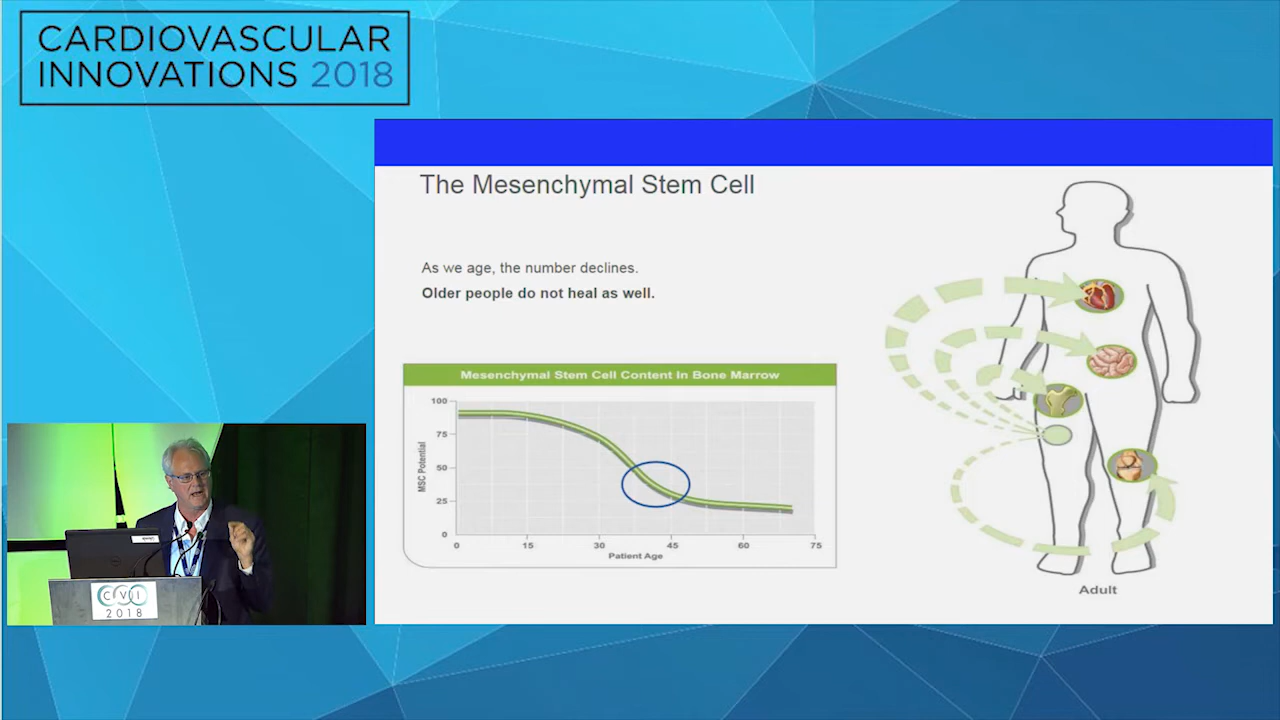 CARDIOVASCULAR
INNOVATIONS 2018
The Mesenchymal Stem Cell
As we age, the number declines.
Older people do not heal as well.
Mesenchymal Stem Cell Content In Bone Marrow
100
75
50
25
0
MSC Potential
0 15 30 45 60 75
Patient Age
Adult
CVI
2018